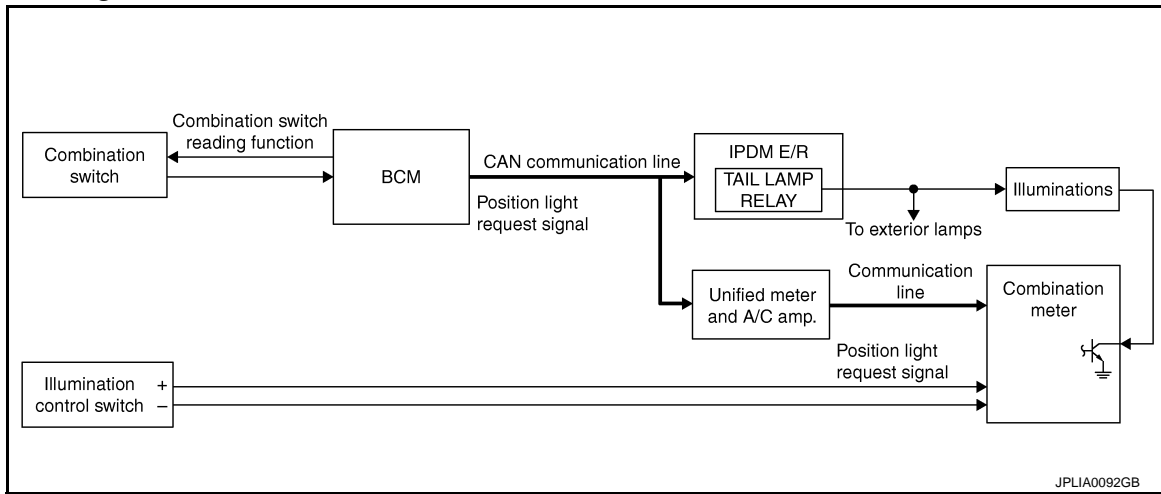 Combination switch
reading function
Combination
switch
BCM
CAN communication line
Position light
request signal
IPDM E/R
TAIL LAMP
RELAY
Illuminations
To exterior lamps
Unified meter
and A/C amp.
Communication
line
Combination
meter
Position light
request signal
Illumination
control switch
+
–
JPLIA0092GB